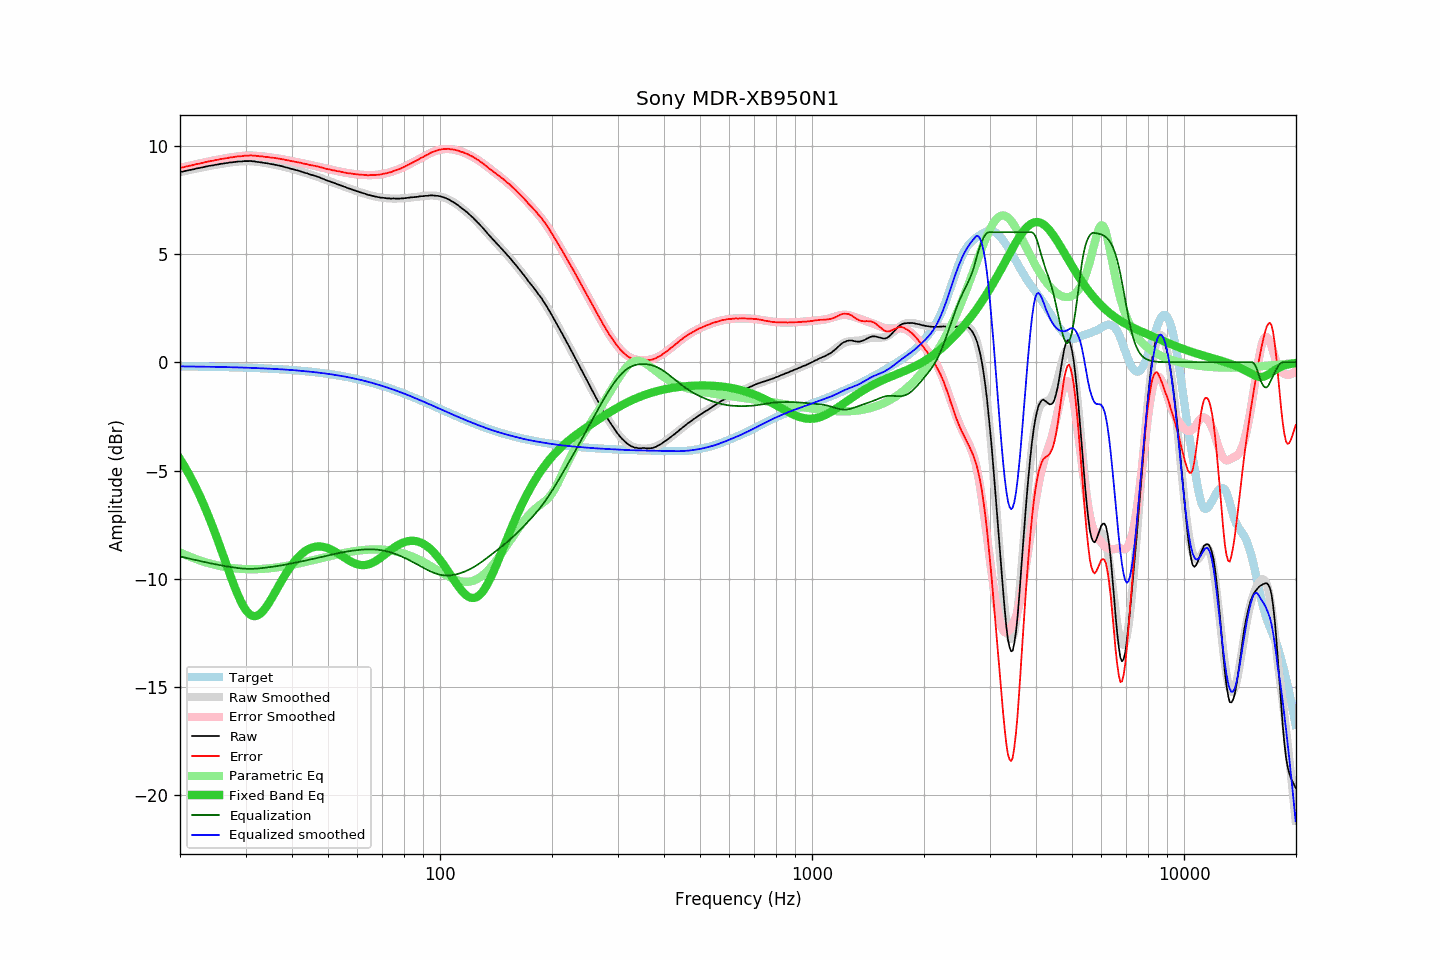 Sony MDR-XB950N1
10
5
0
−5
−10
−15
−20
Amplitude (dBr)
Target
Raw Smoothed
Error Smoothed
Raw
Error
Parametric Eq
Fixed Band Eq
Equalization
Equalized smoothed
100
1000
10000
Frequency (Hz)